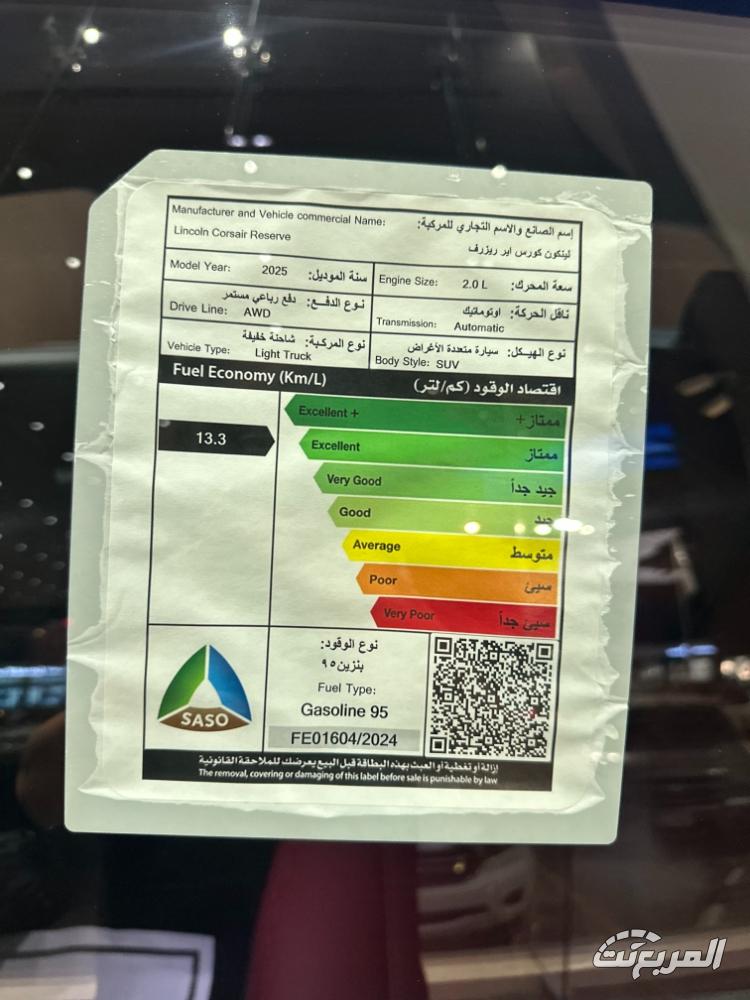 Manufacturer and Vehicle commercial Name: إسم الصانع والاسم التجاري للمركبة:
Lincoln Corsair Reserve لينكون كورس اير ريزرف
Model Year: 2025 سنة الموديل:
Engine Size: 2.0 L سعة المحرك:
نوع الدفع: دفع رباعي مستمر
Drive Line: AWD
ناقل الحركة: اوتوماتيك
Transmission: Automatic
نوع المركبة: شاحنة خفيفة
Vehicle Type: Light Truck
نوع الهيكل: سيارة متعددة الأغراض
Body Style: SUV
Fuel Economy (Km/L) اقتصاد الوقود (كم/لتر)
Excellent + ممتاز+
13.3
Excellent ممتاز
Very Good جيد جداً
Good جيد
Average متوسط
Poor سيئ
Very Poor سيئ جداً
SASO
نوع الوقود:
بنزين ٩٥
Fuel Type:
Gasoline 95
FE01604/2024
إزالة أو تغطية أو العبث بهذه البطاقة قبل البيع يعرضك للملاحقة القانونية
The removal, covering or damaging of this label before sale is punishable by law
المربع نت